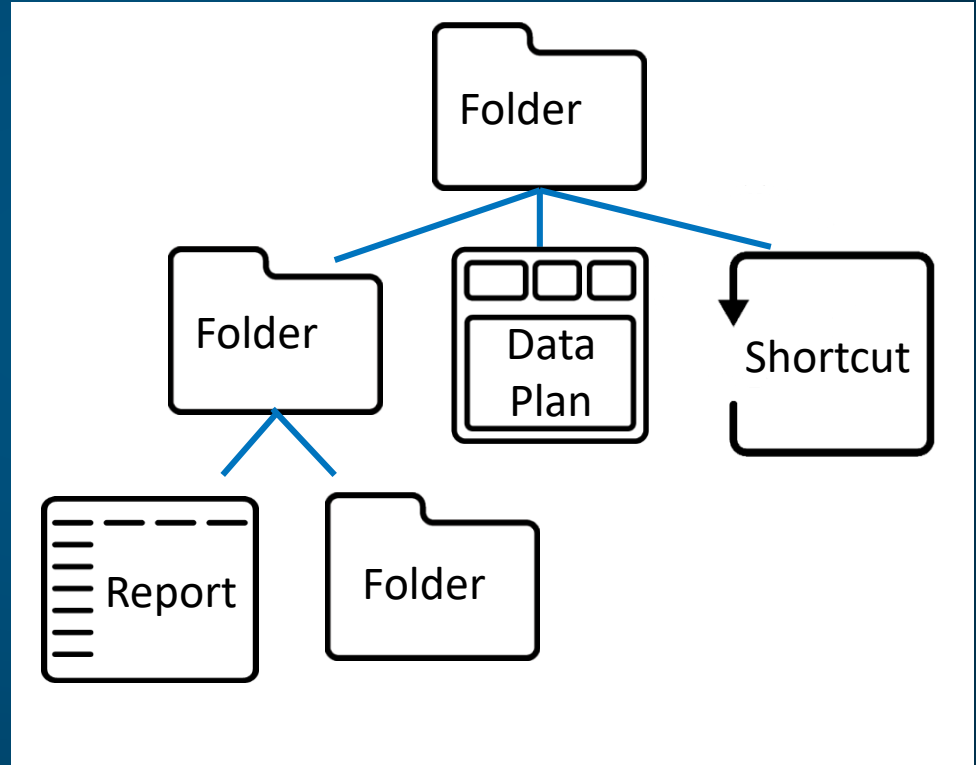 Folder
Folder
Data
Plan
Shortcut
Report
Folder